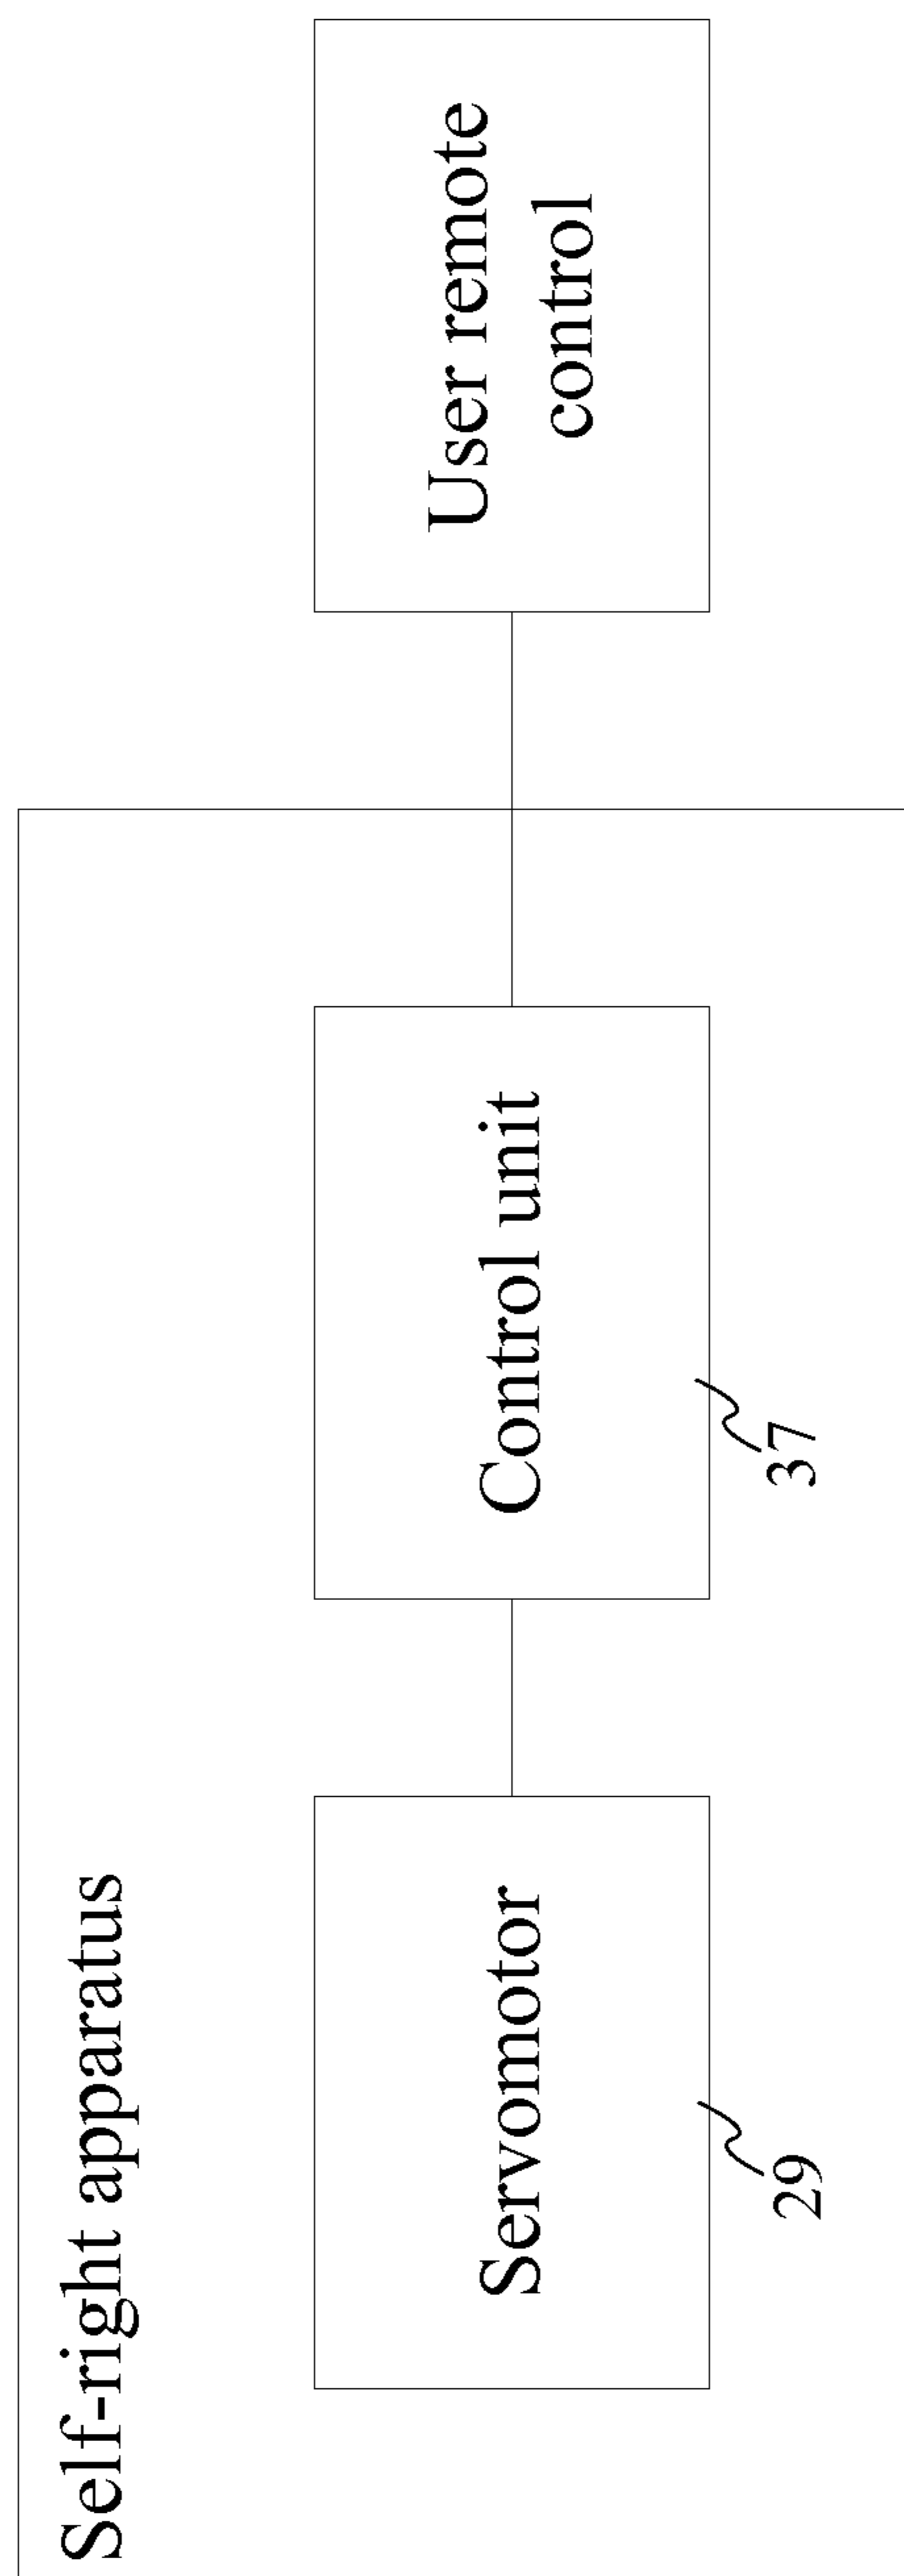 Self-right apparatus
Servomotor
29
Control unit
37
User remote
control